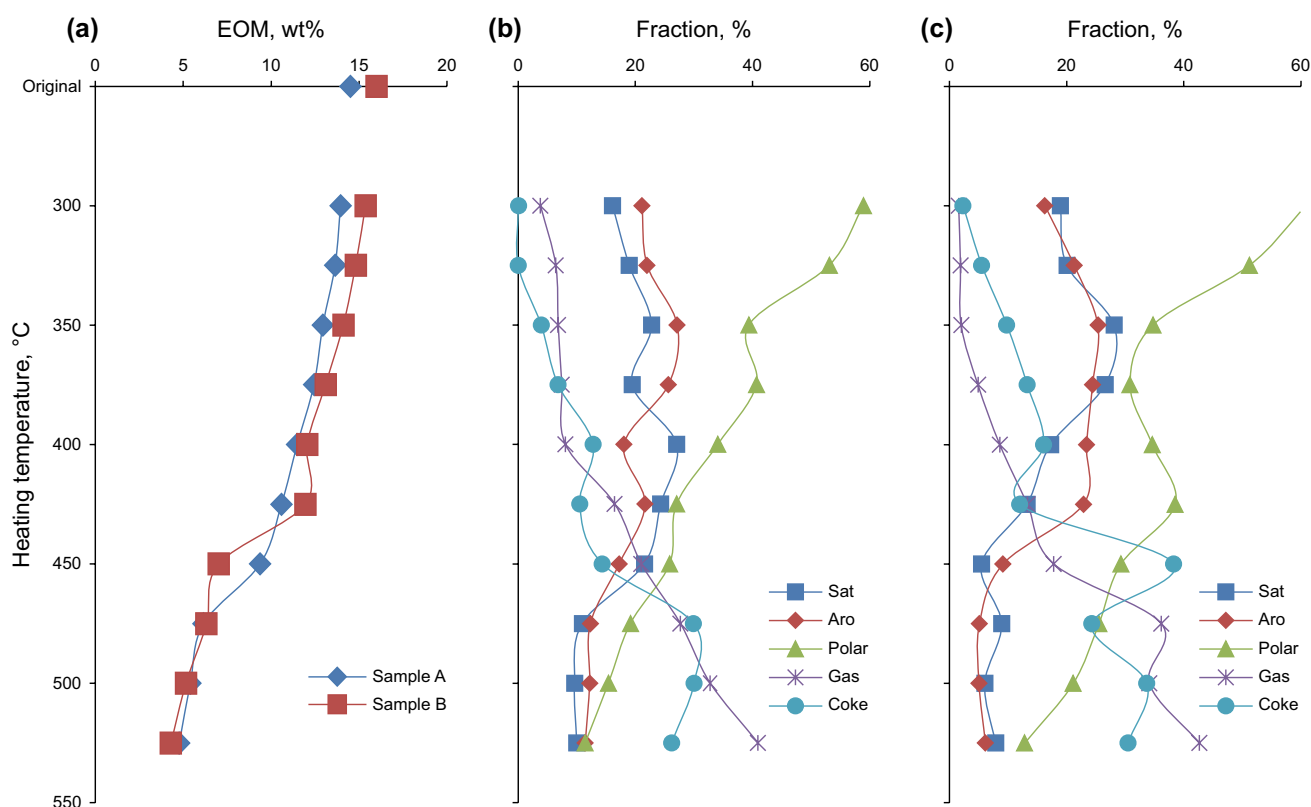 (a) EOM, wt%
0 5 10 15 20
Original
300
350
400
450
500
550
Heating temperature, °C
Sample A
Sample B
(b) Fraction, %
0 20 40 60
Sat
Aro
Polar
Gas
Coke
(c) Fraction, %
0 20 40 60
Sat
Aro
Polar
Gas
Coke